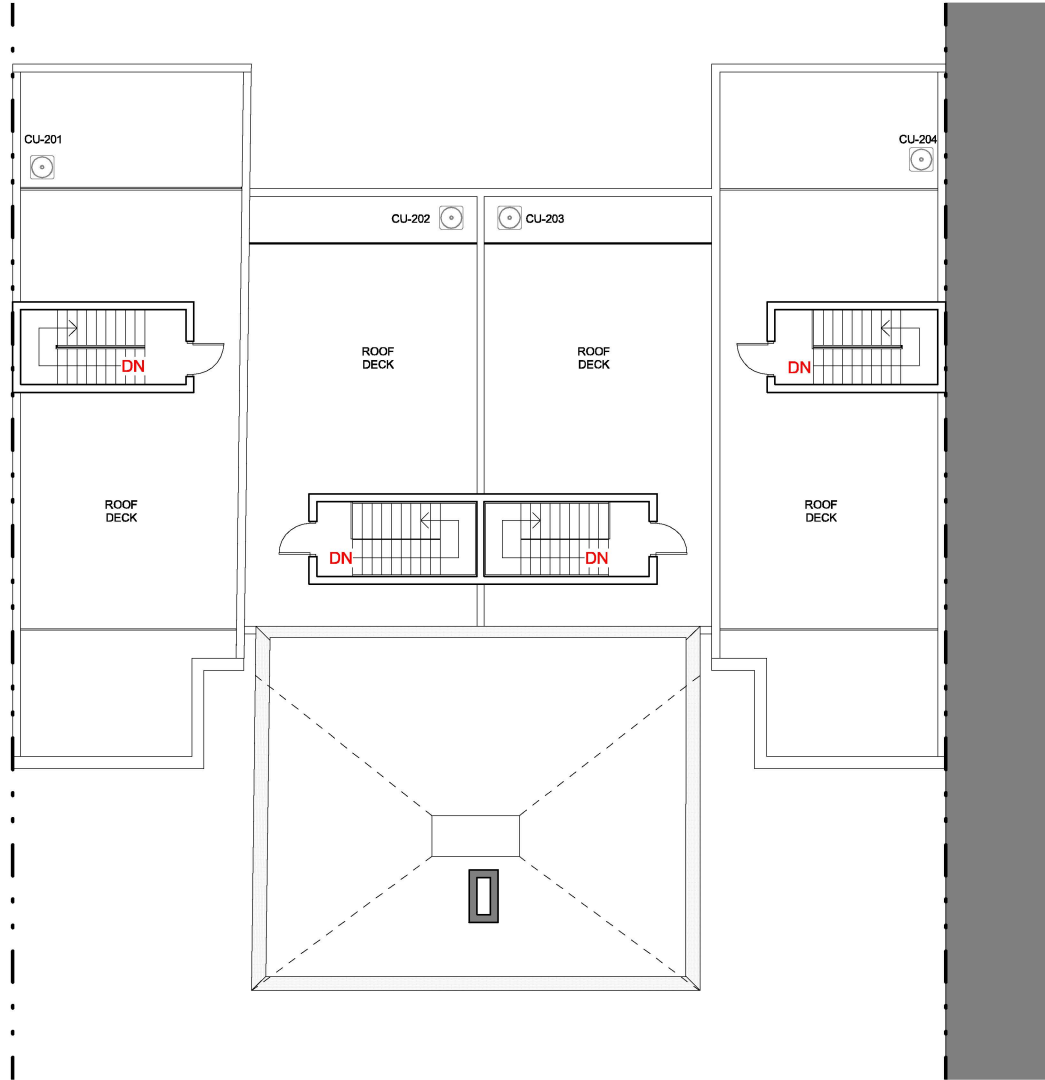 CU-201
CU-204
CU-202
CU-203
ROOF
DECK
ROOF
DECK
DN
DN
ROOF
DECK
ROOF
DECK
DN
DN